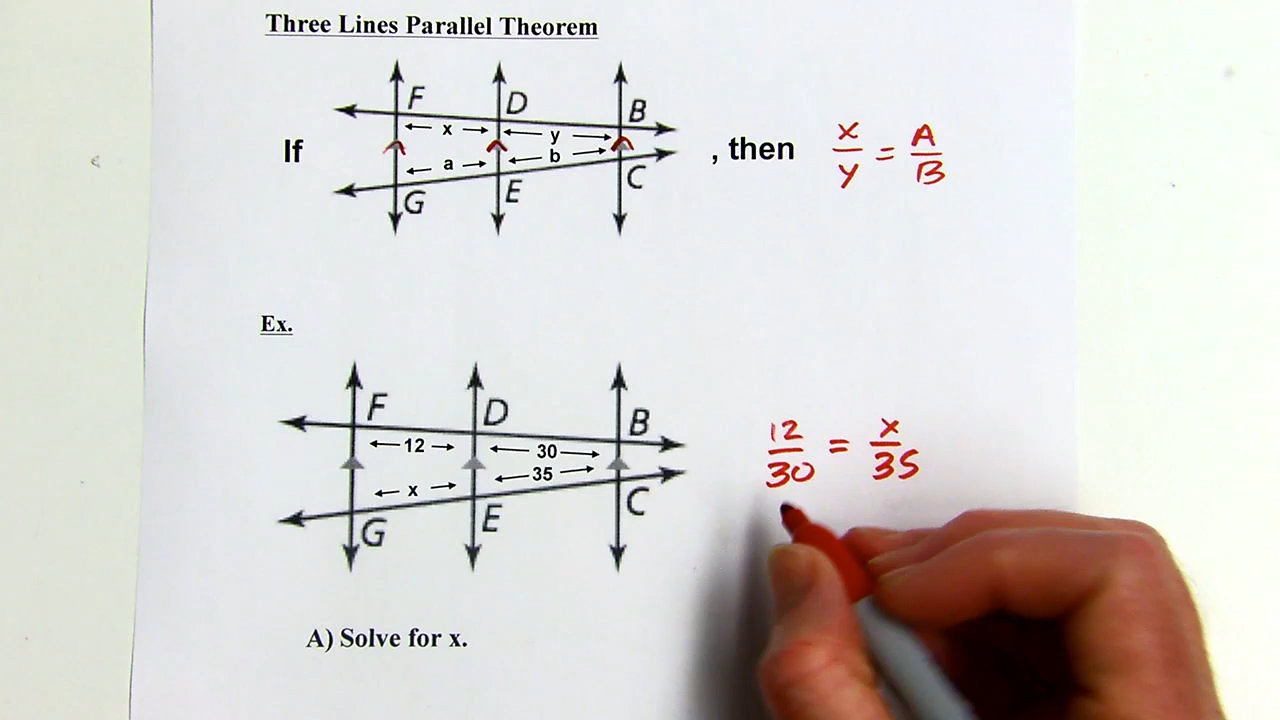 Three Lines Parallel Theorem
F D B
x y
If , then x/y = A/B
a b
G E C
Ex.
F D B
12 30
12/30 = x/35
x 35
G E C
A) Solve for x.